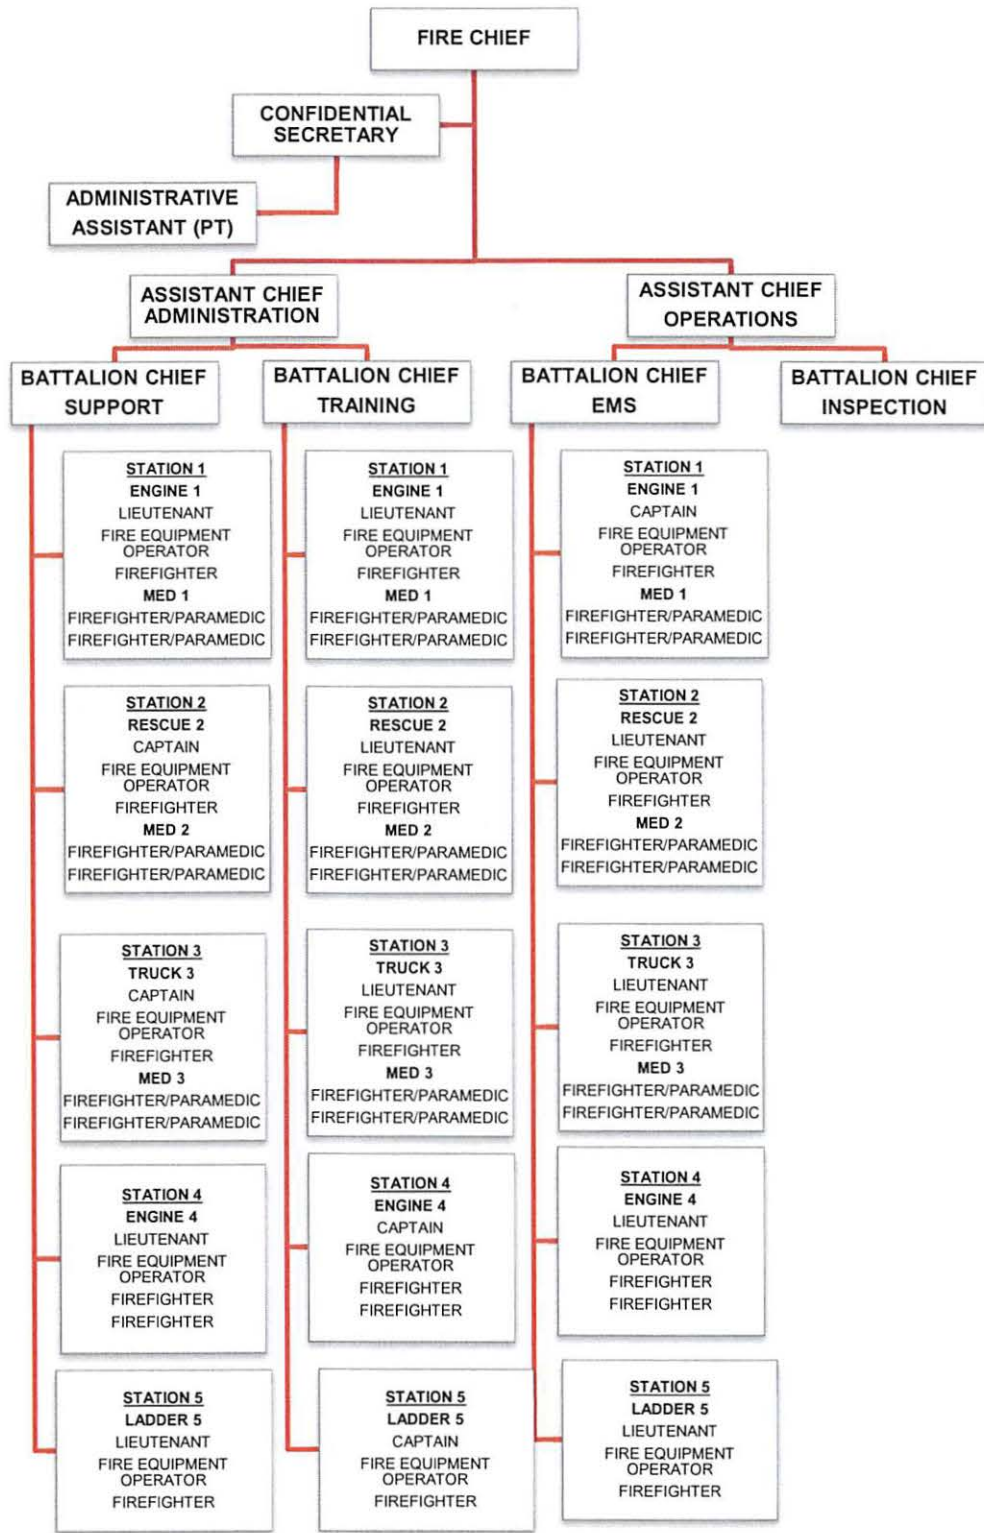 FIRE CHIEF
CONFIDENTIAL
SECRETARY
ADMINISTRATIVE
ASSISTANT (PT)
ASSISTANT CHIEF
ADMINISTRATION
ASSISTANT CHIEF
OPERATIONS
BATTALION CHIEF
SUPPORT
BATTALION CHIEF
TRAINING
BATTALION CHIEF
EMS
BATTALION CHIEF
INSPECTION
STATION 1
ENGINE 1
LIEUTENANT
FIRE EQUIPMENT
OPERATOR
FIREFIGHTER
MED 1
FIREFIGHTER/PARAMEDIC
FIREFIGHTER/PARAMEDIC
STATION 2
RESCUE 2
CAPTAIN
FIRE EQUIPMENT
OPERATOR
FIREFIGHTER
MED 2
FIREFIGHTER/PARAMEDIC
FIREFIGHTER/PARAMEDIC
STATION 3
TRUCK 3
CAPTAIN
FIRE EQUIPMENT
OPERATOR
FIREFIGHTER
MED 3
FIREFIGHTER/PARAMEDIC
FIREFIGHTER/PARAMEDIC
STATION 4
ENGINE 4
LIEUTENANT
FIRE EQUIPMENT
OPERATOR
FIREFIGHTER
FIREFIGHTER
STATION 5
LADDER 5
LIEUTENANT
FIRE EQUIPMENT
OPERATOR
FIREFIGHTER
STATION 1
ENGINE 1
LIEUTENANT
FIRE EQUIPMENT
OPERATOR
FIREFIGHTER
MED 1
FIREFIGHTER/PARAMEDIC
FIREFIGHTER/PARAMEDIC
STATION 2
RESCUE 2
LIEUTENANT
FIRE EQUIPMENT
OPERATOR
FIREFIGHTER
MED 2
FIREFIGHTER/PARAMEDIC
FIREFIGHTER/PARAMEDIC
STATION 3
TRUCK 3
LIEUTENANT
FIRE EQUIPMENT
OPERATOR
FIREFIGHTER
MED 3
FIREFIGHTER/PARAMEDIC
FIREFIGHTER/PARAMEDIC
STATION 4
ENGINE 4
CAPTAIN
FIRE EQUIPMENT
OPERATOR
FIREFIGHTER
FIREFIGHTER
STATION 5
LADDER 5
CAPTAIN
FIRE EQUIPMENT
OPERATOR
FIREFIGHTER
STATION 1
ENGINE 1
CAPTAIN
FIRE EQUIPMENT
OPERATOR
FIREFIGHTER
MED 1
FIREFIGHTER/PARAMEDIC
FIREFIGHTER/PARAMEDIC
STATION 2
RESCUE 2
LIEUTENANT
FIRE EQUIPMENT
OPERATOR
FIREFIGHTER
MED 2
FIREFIGHTER/PARAMEDIC
FIREFIGHTER/PARAMEDIC
STATION 3
TRUCK 3
LIEUTENANT
FIRE EQUIPMENT
OPERATOR
FIREFIGHTER
MED 3
FIREFIGHTER/PARAMEDIC
FIREFIGHTER/PARAMEDIC
STATION 4
ENGINE 4
LIEUTENANT
FIRE EQUIPMENT
OPERATOR
FIREFIGHTER
FIREFIGHTER
STATION 5
LADDER 5
LIEUTENANT
FIRE EQUIPMENT
OPERATOR
FIREFIGHTER